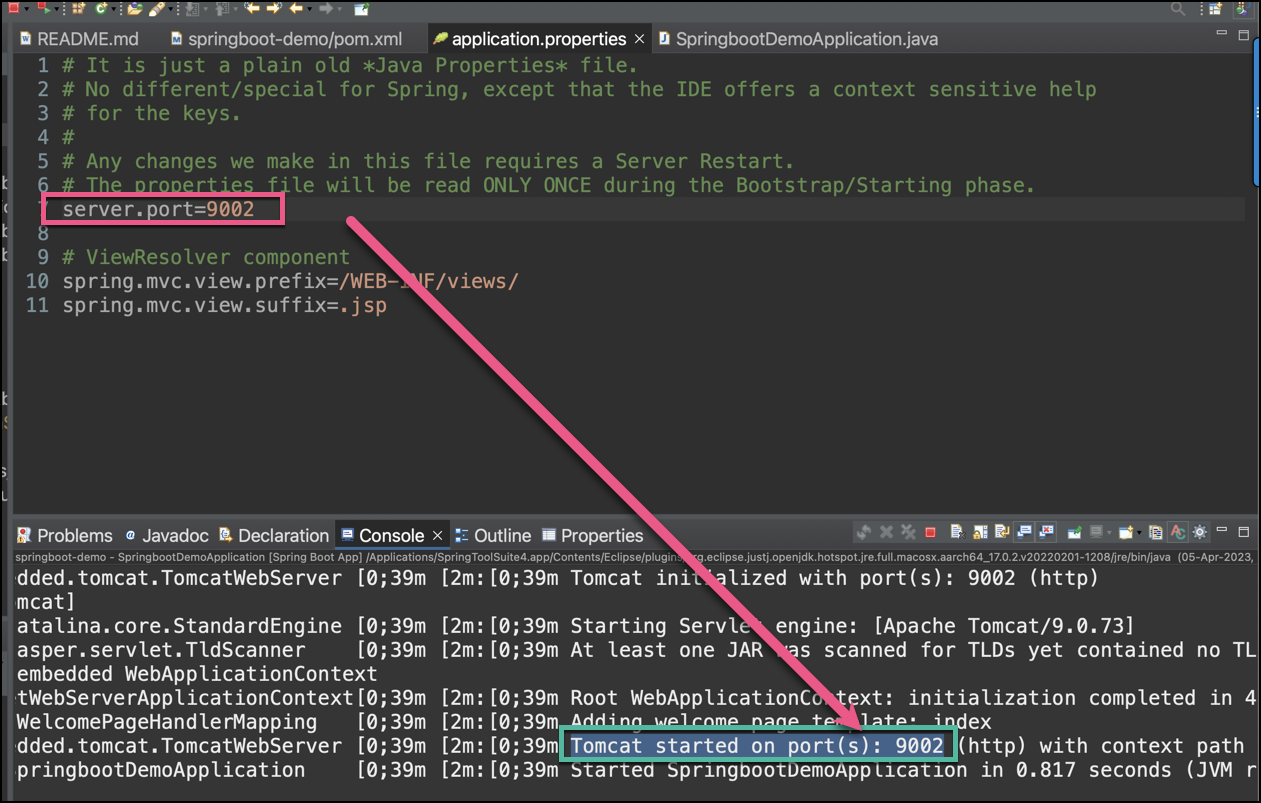 README.md springboot-demo/pom.xml application.properties SpringbootDemoApplication.java
1 # It is just a plain old *Java Properties* file.
2 # No different/special for Spring, except that the IDE offers a context sensitive help
3 # for the keys.
4 #
5 # Any changes we make in this file requires a Server Restart.
6 # The properties file will be read ONLY ONCE during the Bootstrap/Starting phase.
7 server.port=9002
8
9 # ViewResolver component
10 spring.mvc.view.prefix=/WEB-INF/views/
11 spring.mvc.view.suffix=.jsp
Problems Javadoc Declaration Console Outline Properties
springboot-demo - SpringbootDemoApplication [Spring Boot App] /Applications/SpringToolSuite4.app/Contents/Eclipse/plugins/org.eclipse.justj.openjdk.hotspot.jre.full.macosx.aarch64_17.0.2.v20220201-1208/jre/bin/java (05-Apr-2023,
edded.tomcat.TomcatWebServer [0;39m [2m:[0;39m Tomcat initialized with port(s): 9002 (http)
mcat]
atalina.core.StandardEngine [0;39m [2m:[0;39m Starting Servlet engine: [Apache Tomcat/9.0.73]
asper.servlet.TldScanner [0;39m [2m:[0;39m At least one JAR was scanned for TLDs yet contained no TL
embedded WebApplicationContext
tWebServerApplicationContext[0;39m [2m:[0;39m Root WebApplicationContext: initialization completed in 4
WelcomePageHandlerMapping [0;39m [2m:[0;39m Adding welcome page template: index
edded.tomcat.TomcatWebServer [0;39m [2m:[0;39m Tomcat started on port(s): 9002 (http) with context path
pringbootDemoApplication [0;39m [2m:[0;39m Started SpringbootDemoApplication in 0.817 seconds (JVM r